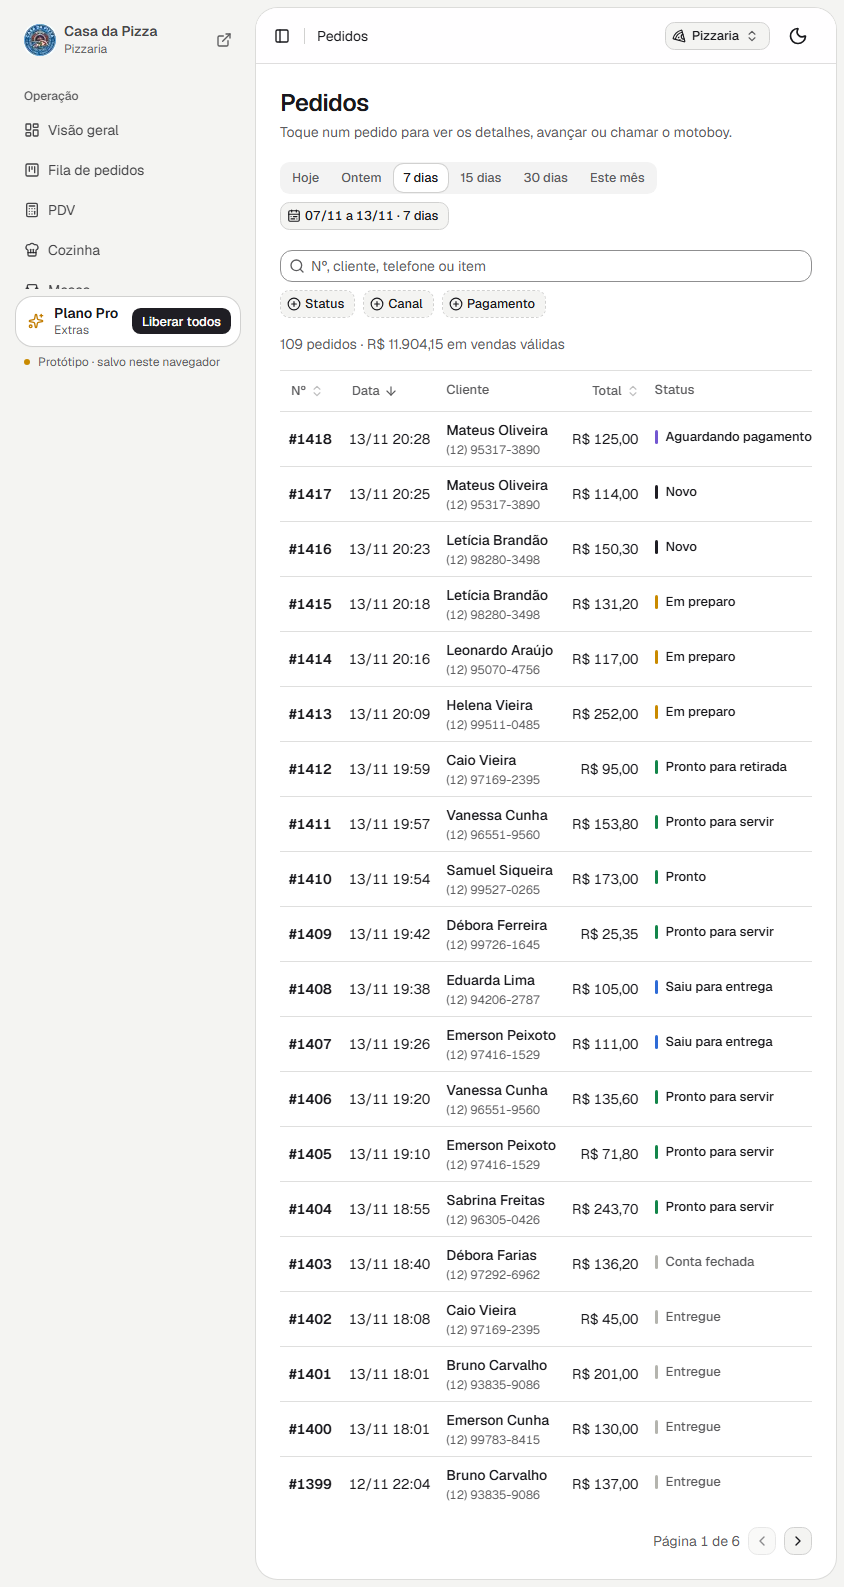 Casa da Pizza
Pizzaria
Operação
Visão geral
Fila de pedidos
PDV
Cozinha
Plano Pro
Extras
Liberar todos
Protótipo · salvo neste navegador
Pedidos
Pizzaria
Pedidos
Toque num pedido para ver os detalhes, avançar ou chamar o motoboy.
Hoje Ontem 7 dias 15 dias 30 dias Este mês
07/11 a 13/11 · 7 dias
Nº, cliente, telefone ou item
Status Canal Pagamento
109 pedidos · R$ 11.904,15 em vendas válidas
Nº Data Cliente Total Status
#1418 13/11 20:28 Mateus Oliveira R$ 125,00 Aguardando pagamento
(12) 95317-3890
#1417 13/11 20:25 Mateus Oliveira R$ 114,00 Novo
(12) 95317-3890
#1416 13/11 20:23 Letícia Brandão R$ 150,30 Novo
(12) 98280-3498
#1415 13/11 20:18 Letícia Brandão R$ 131,20 Em preparo
(12) 98280-3498
#1414 13/11 20:16 Leonardo Araújo R$ 117,00 Em preparo
(12) 95070-4756
#1413 13/11 20:09 Helena Vieira R$ 252,00 Em preparo
(12) 99511-0485
#1412 13/11 19:59 Caio Vieira R$ 95,00 Pronto para retirada
(12) 97169-2395
#1411 13/11 19:57 Vanessa Cunha R$ 153,80 Pronto para servir
(12) 96551-9560
#1410 13/11 19:54 Samuel Siqueira R$ 173,00 Pronto
(12) 99527-0265
#1409 13/11 19:42 Débora Ferreira R$ 25,35 Pronto para servir
(12) 99726-1645
#1408 13/11 19:38 Eduarda Lima R$ 105,00 Saiu para entrega
(12) 94206-2787
#1407 13/11 19:26 Emerson Peixoto R$ 111,00 Saiu para entrega
(12) 97416-1529
#1406 13/11 19:20 Vanessa Cunha R$ 135,60 Pronto para servir
(12) 96551-9560
#1405 13/11 19:10 Emerson Peixoto R$ 71,80 Pronto para servir
(12) 97416-1529
#1404 13/11 18:55 Sabrina Freitas R$ 243,70 Pronto para servir
(12) 96305-0426
#1403 13/11 18:40 Débora Farias R$ 136,20 Conta fechada
(12) 97292-6962
#1402 13/11 18:08 Caio Vieira R$ 45,00 Entregue
(12) 97169-2395
#1401 13/11 18:01 Bruno Carvalho R$ 201,00 Entregue
(12) 93835-9086
#1400 13/11 18:01 Emerson Cunha R$ 130,00 Entregue
(12) 99783-8415
#1399 12/11 22:04 Bruno Carvalho R$ 137,00 Entregue
(12) 93835-9086
Página 1 de 6